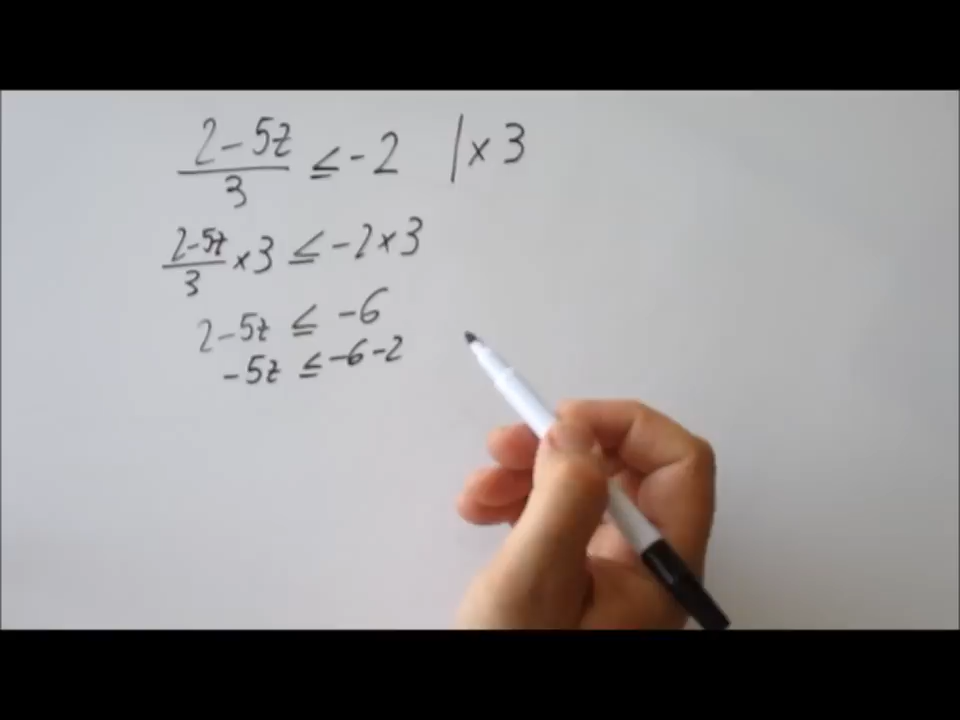 (2-5z)/3 ≤ -2 | × 3
(2-5z)/3 × 3 ≤ -2 × 3
2-5z ≤ -6
-5z ≤ -6-2